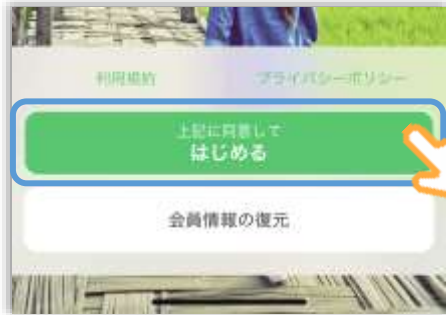 利用規約
プライバシーポリシー
上記に同意して
はじめる
会員情報の復元